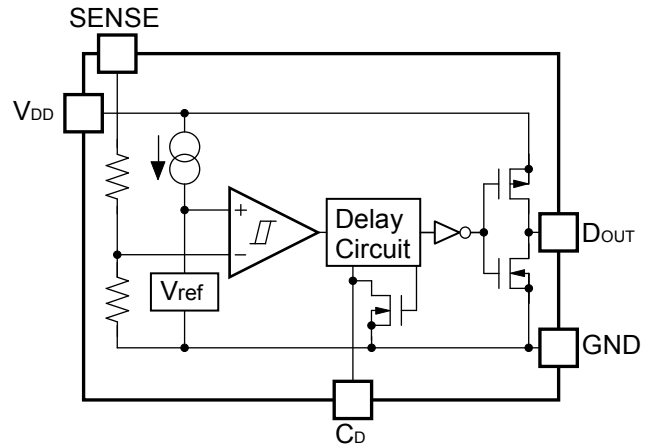 SENSE
VDD
+
−
Delay
Circuit
Vref
DOUT
GND
CD